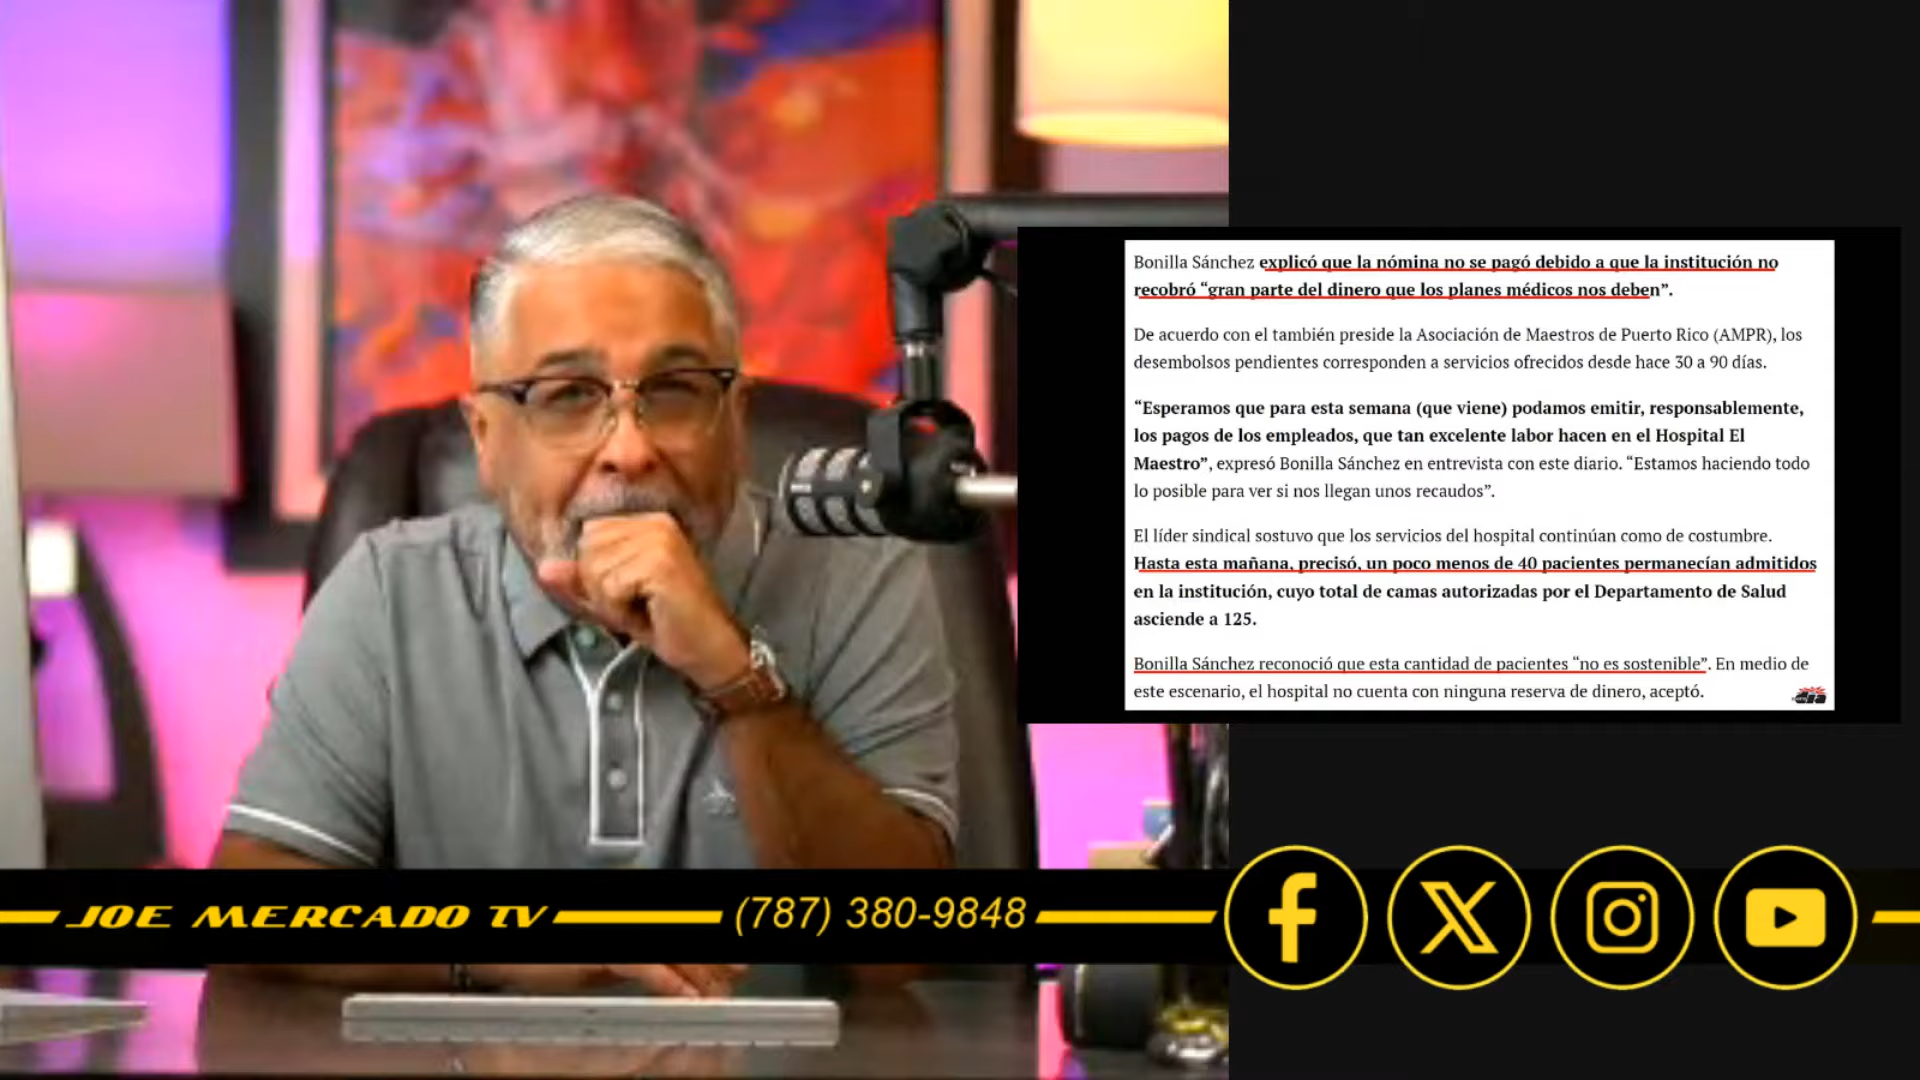 Bonilla Sánchez explicó que la nómina no se pagó debido a que la institución no
recobró “gran parte del dinero que los planes médicos nos deben”.
De acuerdo con el también preside la Asociación de Maestros de Puerto Rico (AMPR), los
desembolsos pendientes corresponden a servicios ofrecidos desde hace 30 a 90 días.
“Esperamos que para esta semana (que viene) podamos emitir, responsablemente,
los pagos de los empleados, que tan excelente labor hacen en el Hospital El
Maestro”, expresó Bonilla Sánchez en entrevista con este diario. “Estamos haciendo todo
lo posible para ver si nos llegan unos recaudos”.
El líder sindical sostuvo que los servicios del hospital continúan como de costumbre.
Hasta esta mañana, precisó, un poco menos de 40 pacientes permanecían admitidos
en la institución, cuyo total de camas autorizadas por el Departamento de Salud
asciende a 125.
Bonilla Sánchez reconoció que esta cantidad de pacientes “no es sostenible”. En medio de
este escenario, el hospital no cuenta con ninguna reserva de dinero, aceptó.
JOE MERCADO TV (787) 380-9848